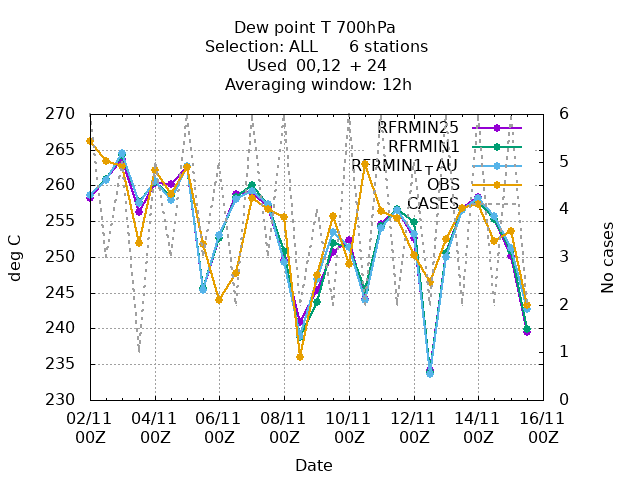 Dew point T 700hPa
Selection: ALL 6 stations
Used 00,12 + 24
Averaging window: 12h
270
265
260
255
250
245
240
235
230
6
5
4
3
2
1
0
RFRMIN25
RFRMIN1
RFRMIN1_AU
OBS
CASES
deg C
No cases
02/11 04/11 06/11 08/11 10/11 12/11 14/11 16/11
00Z 00Z 00Z 00Z 00Z 00Z 00Z 00Z
Date